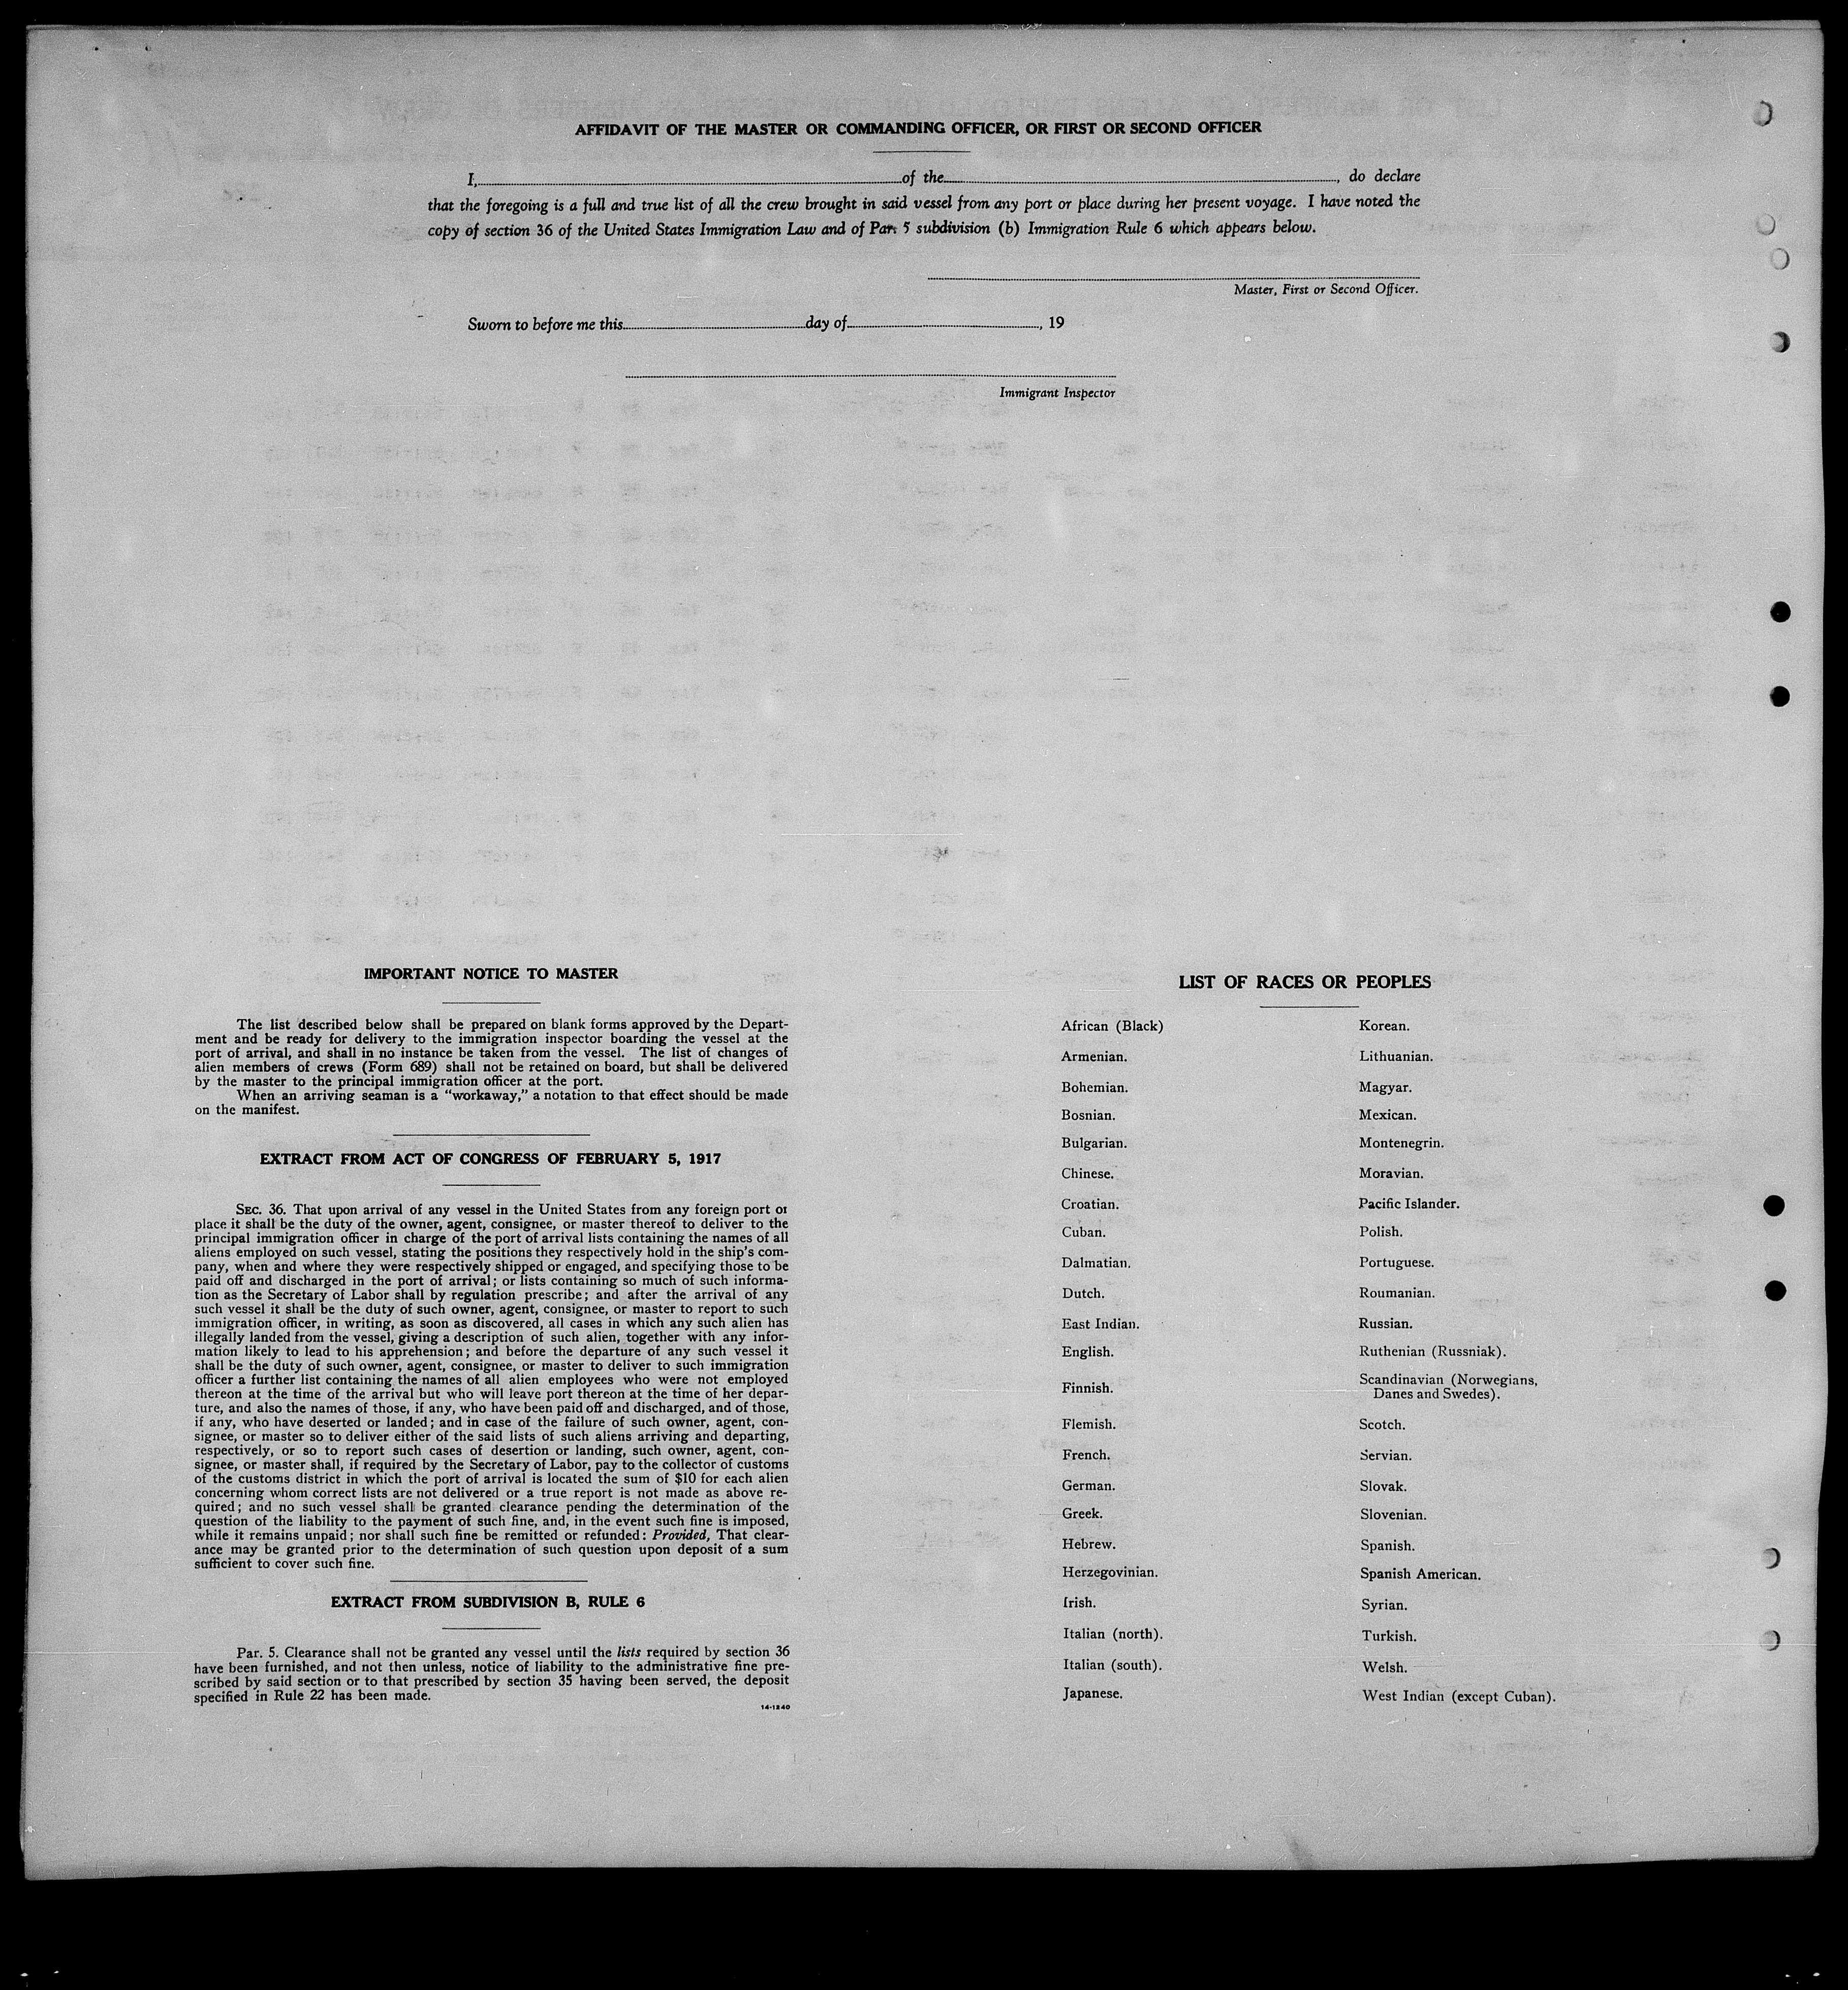 AFFIDAVIT OF THE MASTER OR COMMANDING OFFICER, OR FIRST OR SECOND OFFICER
I, of the , do declare
that the foregoing is a full and true list of all the crew brought in said vessel from any port or place during her present voyage. I have noted the
copy of section 36 of the United States Immigration Law and of Par. 5 subdivision (b) Immigration Rule 6 which appears below.
Master, First or Second Officer.
Sworn to before me this day of , 19
Immigrant Inspector
IMPORTANT NOTICE TO MASTER
The list described below shall be prepared on blank forms approved by the Depart-
ment and be ready for delivery to the immigration inspector boarding the vessel at the
port of arrival, and shall in no instance be taken from the vessel. The list of changes of
alien members of crews (Form 689) shall not be retained on board, but shall be delivered
by the master to the principal immigration officer at the port.
When an arriving seaman is a "workaway," a notation to that effect should be made
on the manifest.
EXTRACT FROM ACT OF CONGRESS OF FEBRUARY 5, 1917
SEC. 36. That upon arrival of any vessel in the United States from any foreign port or
place it shall be the duty of the owner, agent, consignee, or master thereof to deliver to the
principal immigration officer in charge of the port of arrival lists containing the names of all
aliens employed on such vessel, stating the positions they respectively hold in the ship's com-
pany, when and where they were respectively shipped or engaged, and specifying those to be
paid off and discharged in the port of arrival; or lists containing so much of such informa-
tion as the Secretary of Labor shall by regulation prescribe; and after the arrival of any
such vessel it shall be the duty of such owner, agent, consignee, or master to report to such
immigration officer, in writing, as soon as discovered, all cases in which any such alien has
illegally landed from the vessel, giving a description of such alien, together with any infor-
mation likely to lead to his apprehension; and before the departure of any such vessel it
shall be the duty of such owner, agent, consignee, or master to deliver to such immigration
officer a further list containing the names of all alien employees who were not employed
thereon at the time of the arrival but who will leave port thereon at the time of her depar-
ture, and also the names of those, if any, who have been paid off and discharged, and of those,
if any, who have deserted or landed; and in case of the failure of such owner, agent, con-
signee, or master so to deliver either of the said lists of such aliens arriving and departing,
respectively, or so to report such cases of desertion or landing, such owner, agent, con-
signee, or master shall, if required by the Secretary of Labor, pay to the collector of customs
of the customs district in which the port of arrival is located the sum of $10 for each alien
concerning whom correct lists are not delivered or a true report is not made as above re-
quired; and no such vessel shall be granted clearance pending the determination of the
question of the liability to the payment of such fine, and, in the event such fine is imposed,
while it remains unpaid; nor shall such fine be remitted or refunded: Provided, That clear-
ance may be granted prior to the determination of such question upon deposit of a sum
sufficient to cover such fine.
EXTRACT FROM SUBDIVISION B, RULE 6
Par. 5. Clearance shall not be granted any vessel until the lists required by section 36
have been furnished, and not then unless, notice of liability to the administrative fine pre-
scribed by said section or to that prescribed by section 35 having been served, the deposit
specified in Rule 22 has been made.
14-1240
LIST OF RACES OR PEOPLES
African (Black)
Armenian.
Bohemian.
Bosnian.
Bulgarian.
Chinese.
Croatian.
Cuban.
Dalmatian.
Dutch.
East Indian.
English.
Finnish.
Flemish.
French.
German.
Greek.
Hebrew.
Herzegovinian.
Irish.
Italian (north).
Italian (south).
Japanese.
Korean.
Lithuanian.
Magyar.
Mexican.
Montenegrin.
Moravian.
Pacific Islander.
Polish.
Portuguese.
Roumanian.
Russian.
Ruthenian (Russniak).
Scandinavian (Norwegians,
Danes and Swedes).
Scotch.
Servian.
Slovak.
Slovenian.
Spanish.
Spanish American.
Syrian.
Turkish.
Welsh.
West Indian (except Cuban).